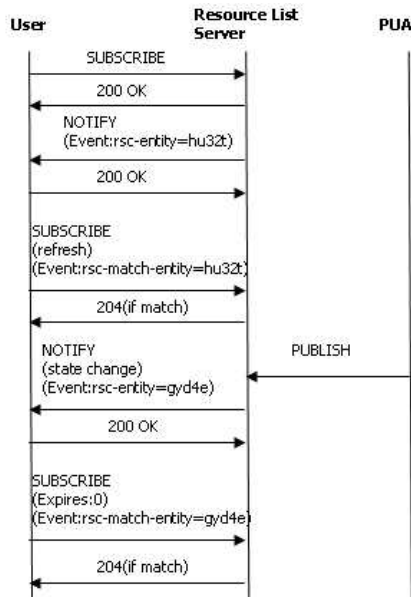 User
Resource List
Server
PUA
SUBSCRIBE
200 OK
NOTIFY
(Event:rsc-entity=hu32t)
200 OK
SUBSCRIBE
(refresh)
(Event:rsc-match-entity=hu32t)
204(if match)
NOTIFY
(state change)
(Event:rsc-entity=gyd4e)
PUBLISH
200 OK
SUBSCRIBE
(Expires:0)
(Event:rsc-match-entity=gyd4e)
204(if match)